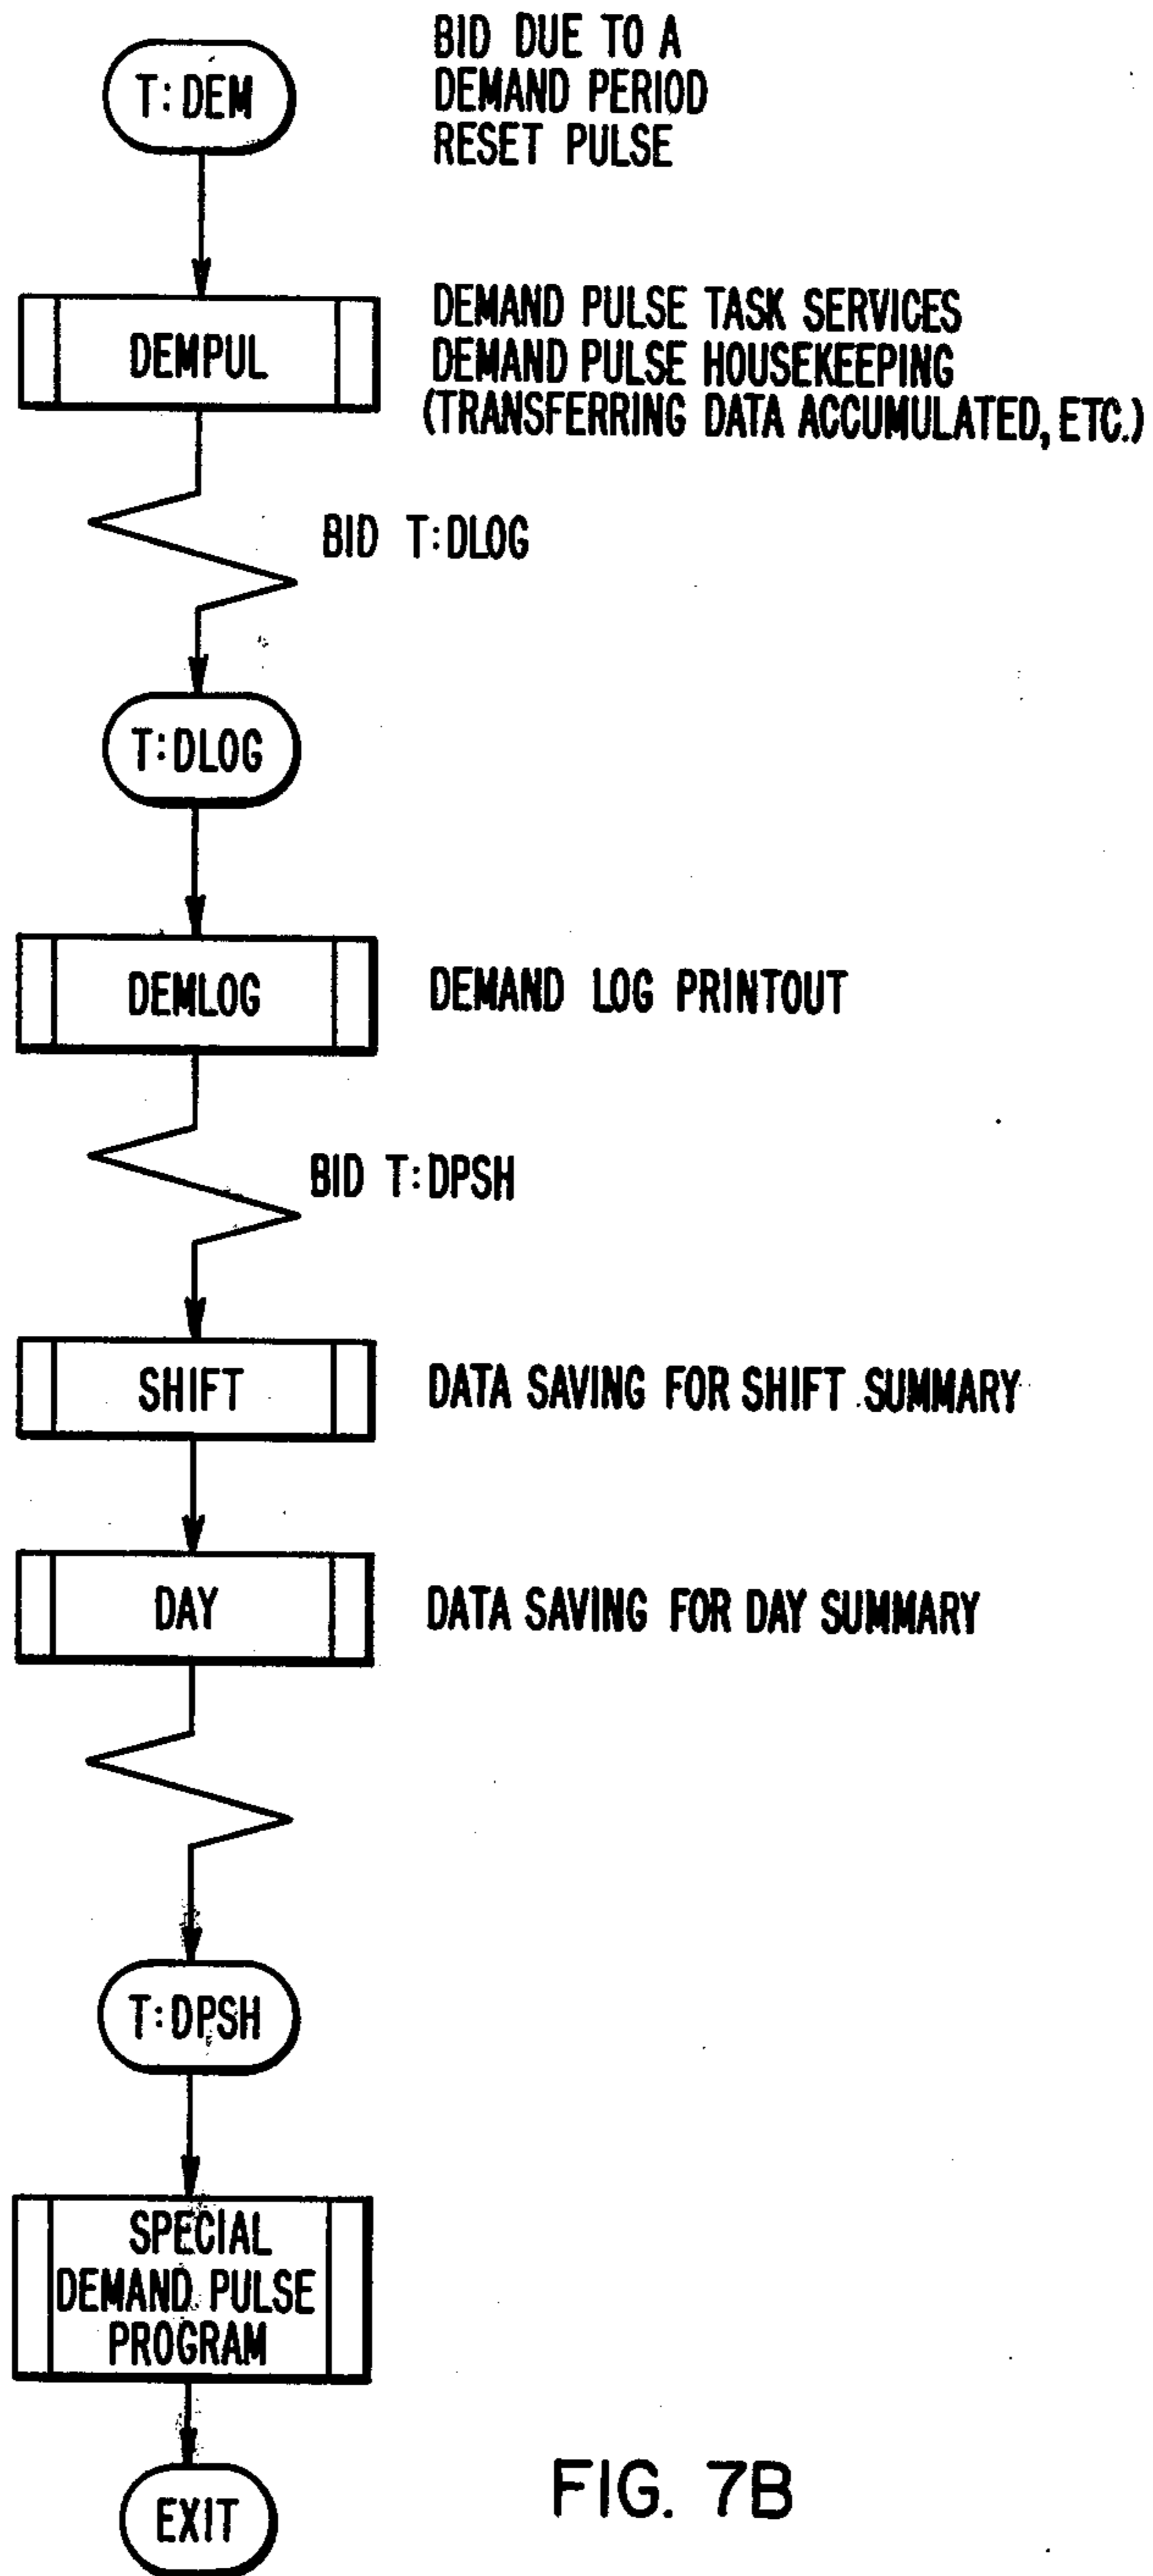 T:DEM
BID DUE TO A
DEMAND PERIOD
RESET PULSE
DEMPUL
DEMAND PULSE TASK SERVICES
DEMAND PULSE HOUSEKEEPING
(TRANSFERRING DATA ACCUMULATED, ETC.)
BID T:DLOG
T:DLOG
DEMLOG
DEMAND LOG PRINTOUT
BID T:DPSH
SHIFT
DATA SAVING FOR SHIFT SUMMARY
DAY
DATA SAVING FOR DAY SUMMARY
T:DPSH
SPECIAL
DEMAND PULSE
PROGRAM
EXIT
FIG. 7B